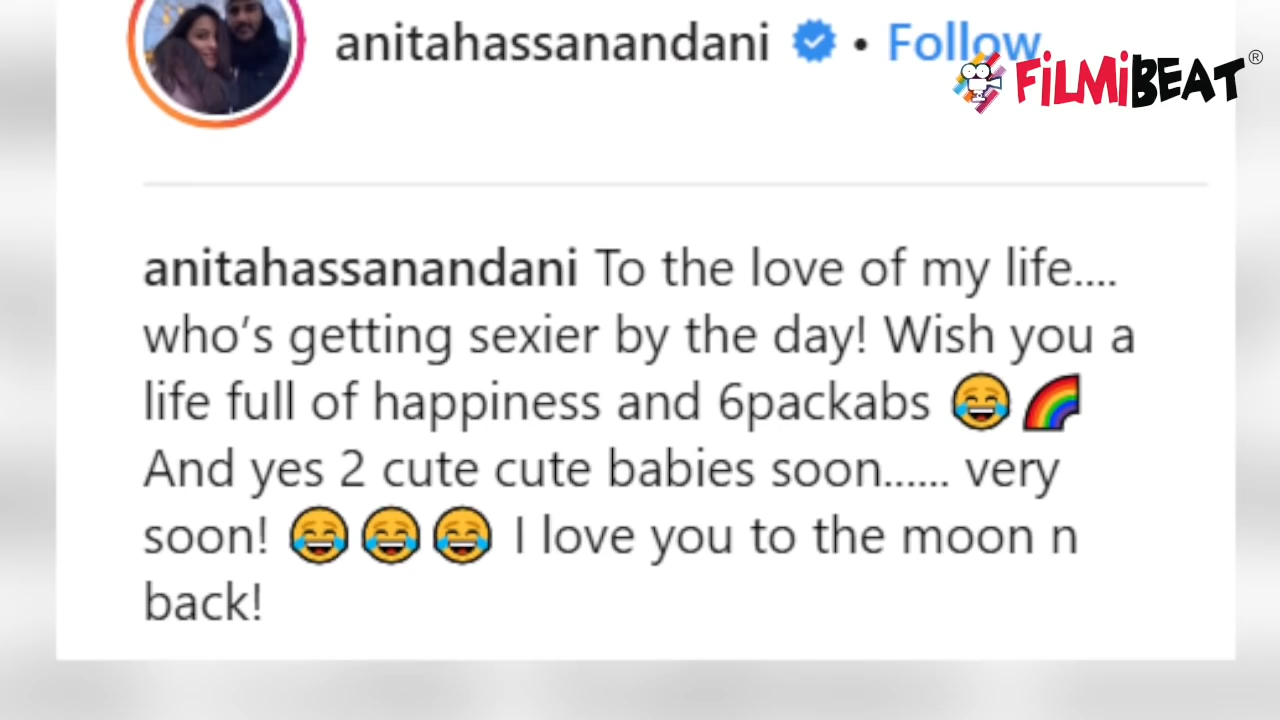 anitahassanandani • Follow
FiLMiBEAT®
anitahassanandani To the love of my life....
who’s getting sexier by the day! Wish you a
life full of happiness and 6packabs 😂🌈
And yes 2 cute cute babies soon...... very
soon! 😂😂😂 I love you to the moon n
back!